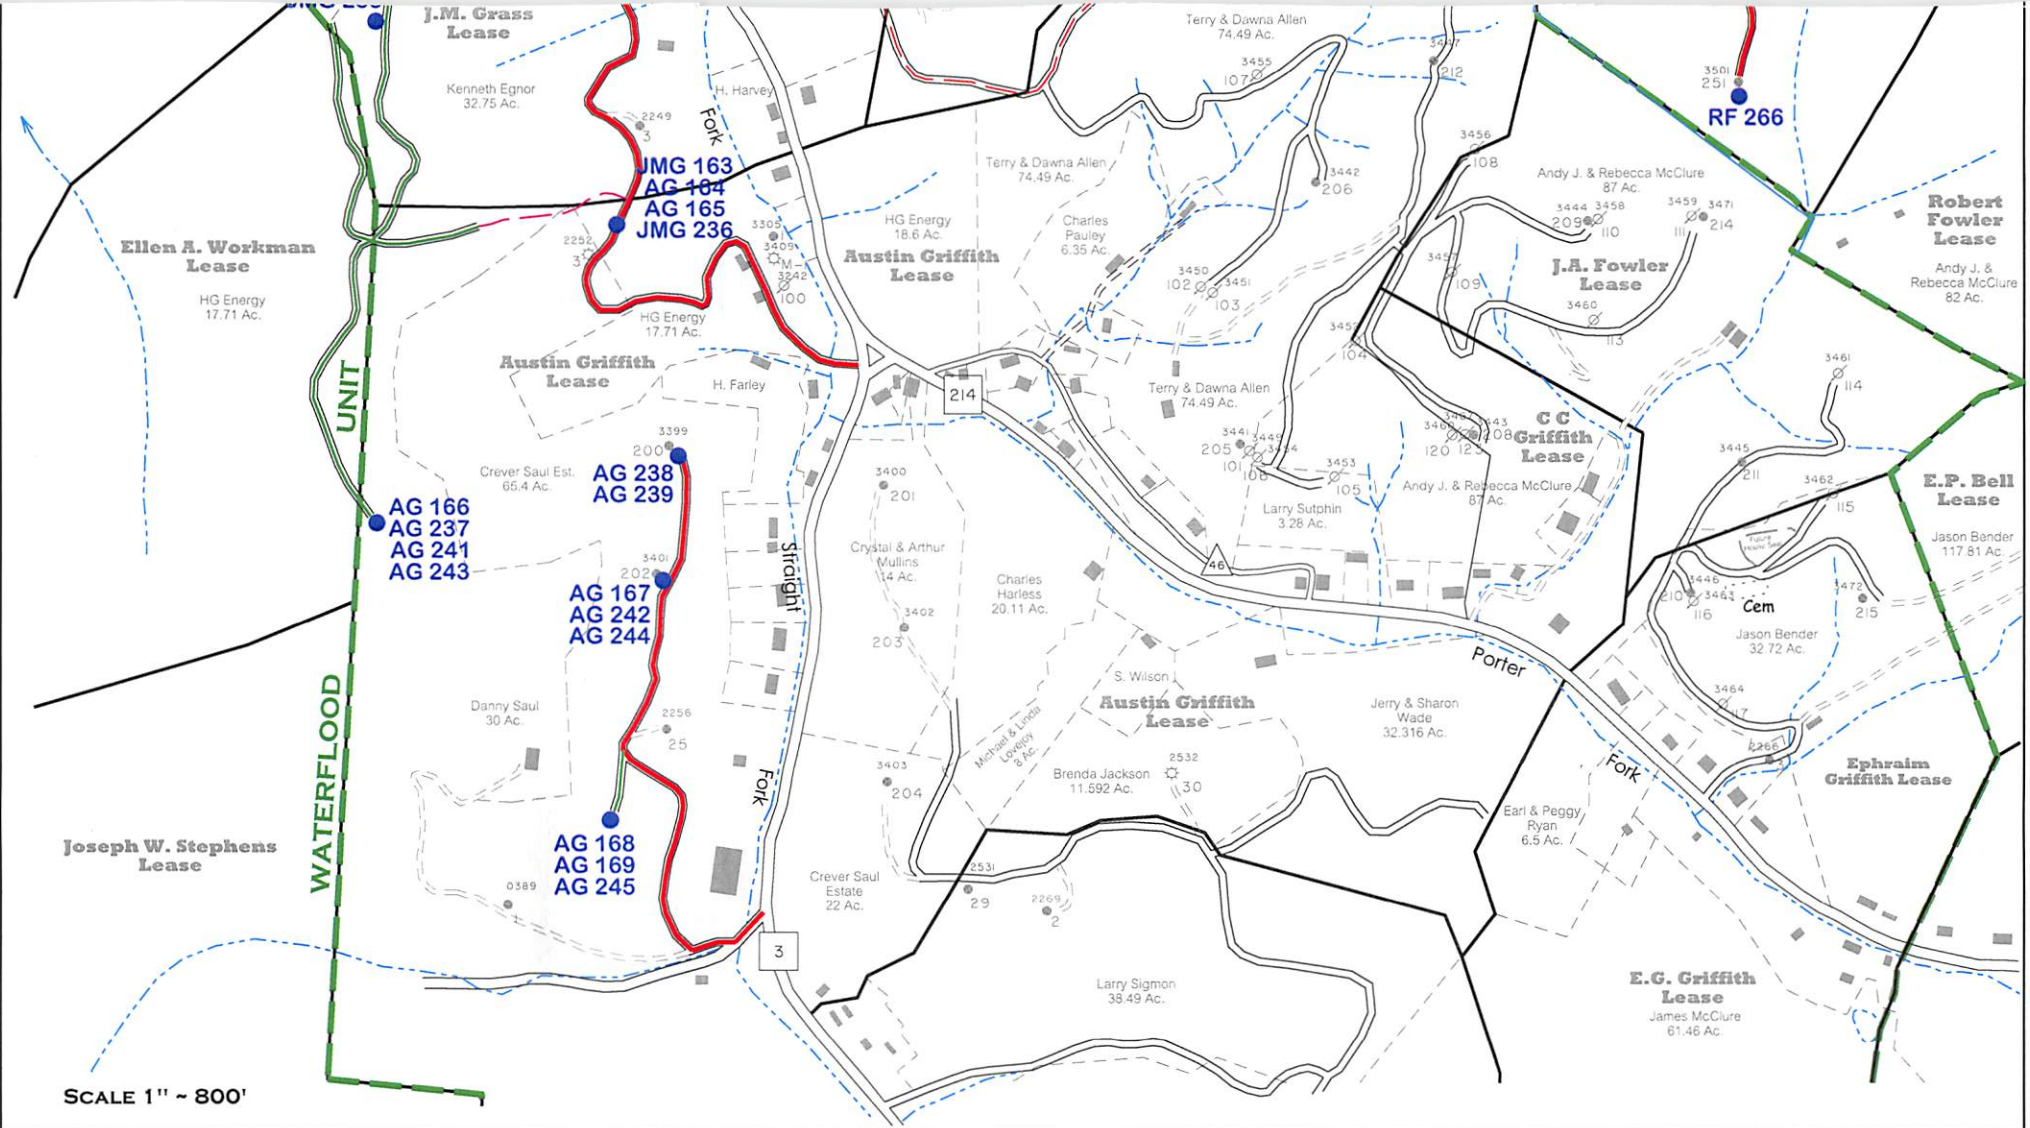 J.M. Grass
Lease
Kenneth Egnor
32.75 Ac.
H. Harvey
Fork
2249
3
Terry & Dawna Allen
74.49 Ac.
3455
107
3447
212
3501
251
RF 266
JMG 163
AG 164
AG 165
JMG 236
Terry & Dawna Allen
74.49 Ac.
3442
206
3456
108
Andy J. & Rebecca McClure
87 Ac.
3444
3458
209
110
3459
3471
111
214
Robert
Fowler
Lease
Andy J. &
Rebecca McClure
82 Ac.
Ellen A. Workman
Lease
HG Energy
17.71 Ac.
2252
3
3305
3409
M-
3242
100
HG Energy
18.6 Ac.
Austin Griffith
Lease
Charles
Pauley
6.35 Ac.
3450
102
3451
103
3457
109
J.A. Fowler
Lease
3460
113
HG Energy
17.71 Ac.
104
Austin Griffith
Lease
H. Farley
214
Terry & Dawna Allen
74.49 Ac.
3461
114
UNIT
3399
200
AG 238
AG 239
Crever Saul Est.
65.4 Ac.
3441
205
3449
101
3454
3453
105
208
120
C C
Griffith
Lease
3445
211
3400
201
Andy J. & Rebecca McClure
87 Ac.
3462
115
E.P. Bell
Lease
Jason Bender
117.81 Ac.
AG 166
AG 237
AG 241
AG 243
Larry Sutphin
3.28 Ac.
Straight
Crystal & Arthur
Mullins
14 Ac.
3401
202
AG 167
AG 242
AG 244
46
Charles
Harless
20.11 Ac.
3446
210
3463
116
Cem
3472
215
Jason Bender
32.72 Ac.
3402
203
Porter
S. Wilson
Danny Saul
30 Ac.
2256
25
Austin Griffith
Lease
Jerry & Sharon
Wade
32.316 Ac.
3464
117
WATERFLOOD
Michael & Linda
Lovejoy
8 Ac.
Fork
2266
3403
204
Brenda Jackson
11.592 Ac.
2532
30
Fork
Ephraim
Griffith Lease
Joseph W. Stephens
Lease
AG 168
AG 169
AG 245
Earl & Peggy
Ryan
6.5 Ac.
0389
Crever Saul
Estate
22 Ac.
2531
29
2269
2
3
Larry Sigmon
38.49 Ac.
E.G. Griffith
Lease
James McClure
61.46 Ac.
SCALE 1" ~ 800'